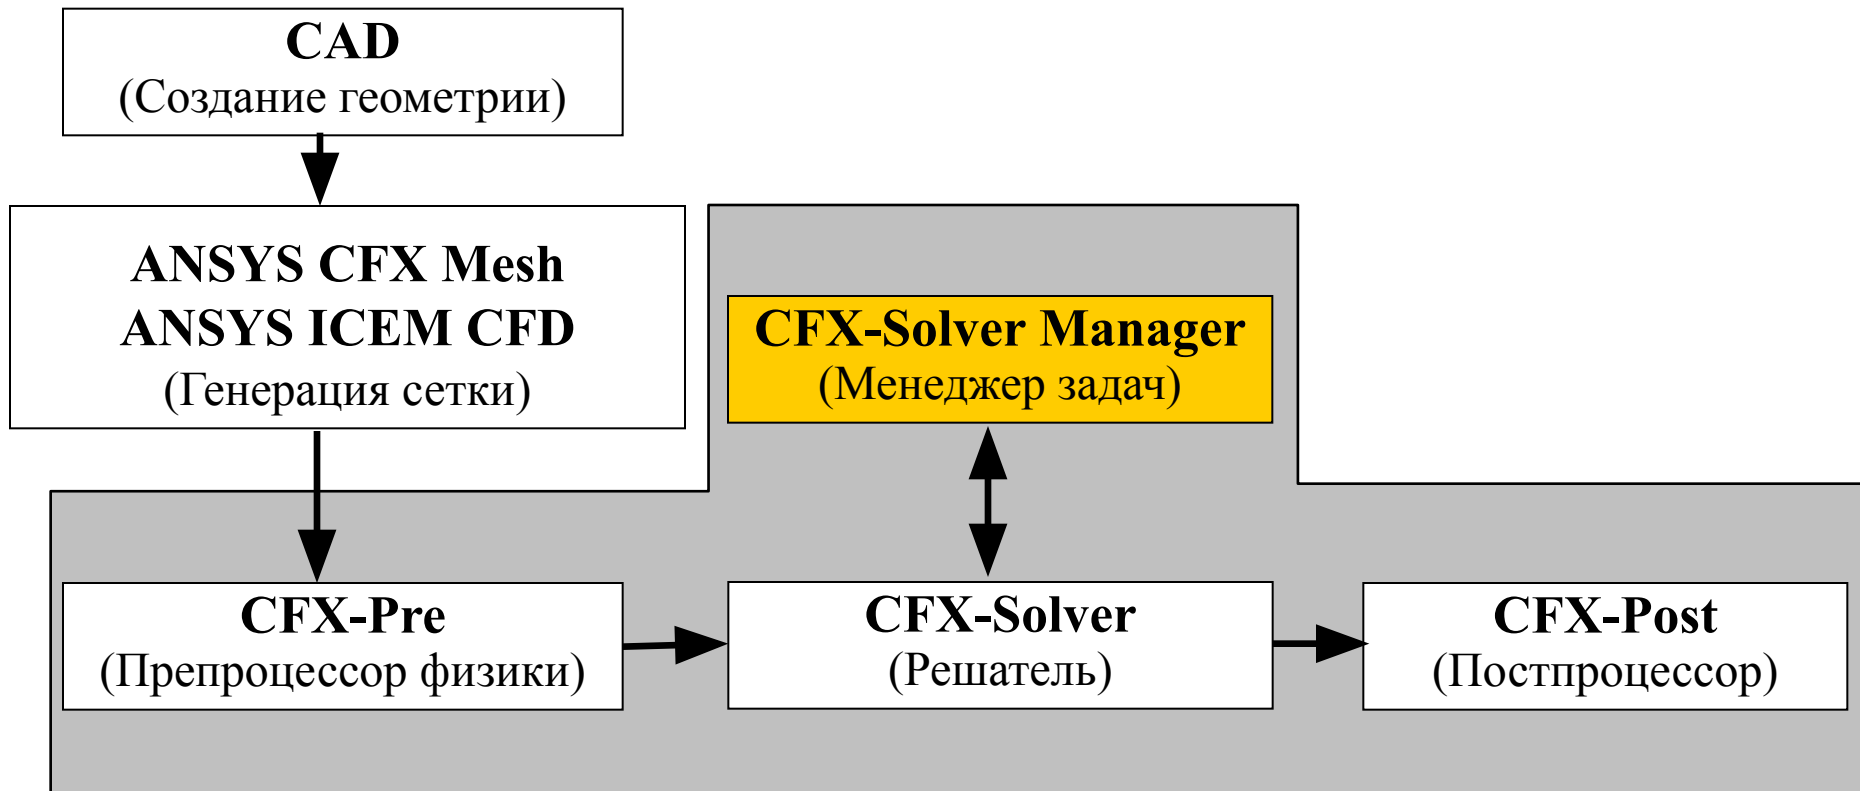 CAD
(Создание геометрии)
ANSYS CFX Mesh
ANSYS ICEM CFD
(Генерация сетки)
CFX-Solver Manager
(Менеджер задач)
CFX-Pre
(Препроцессор физики)
CFX-Solver
(Решатель)
CFX-Post
(Постпроцессор)